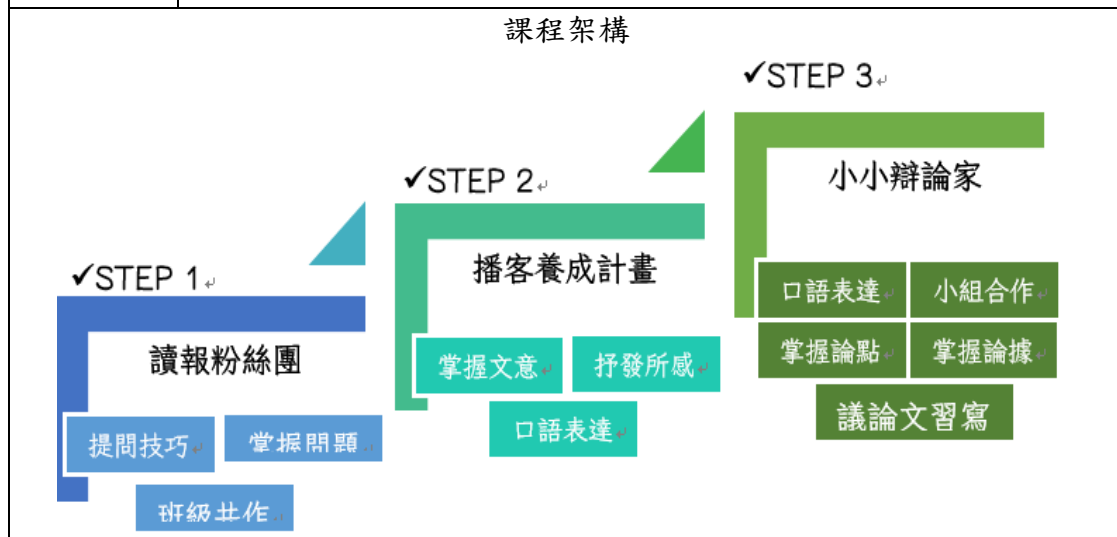 課程架構
✓STEP 1
讀報粉絲團
提問技巧
掌握問題
班級共作
✓STEP 2
播客養成計畫
掌握文意
抒發所感
口語表達
✓STEP 3
小小辯論家
口語表達
小組合作
掌握論點
掌握論據
議論文習寫